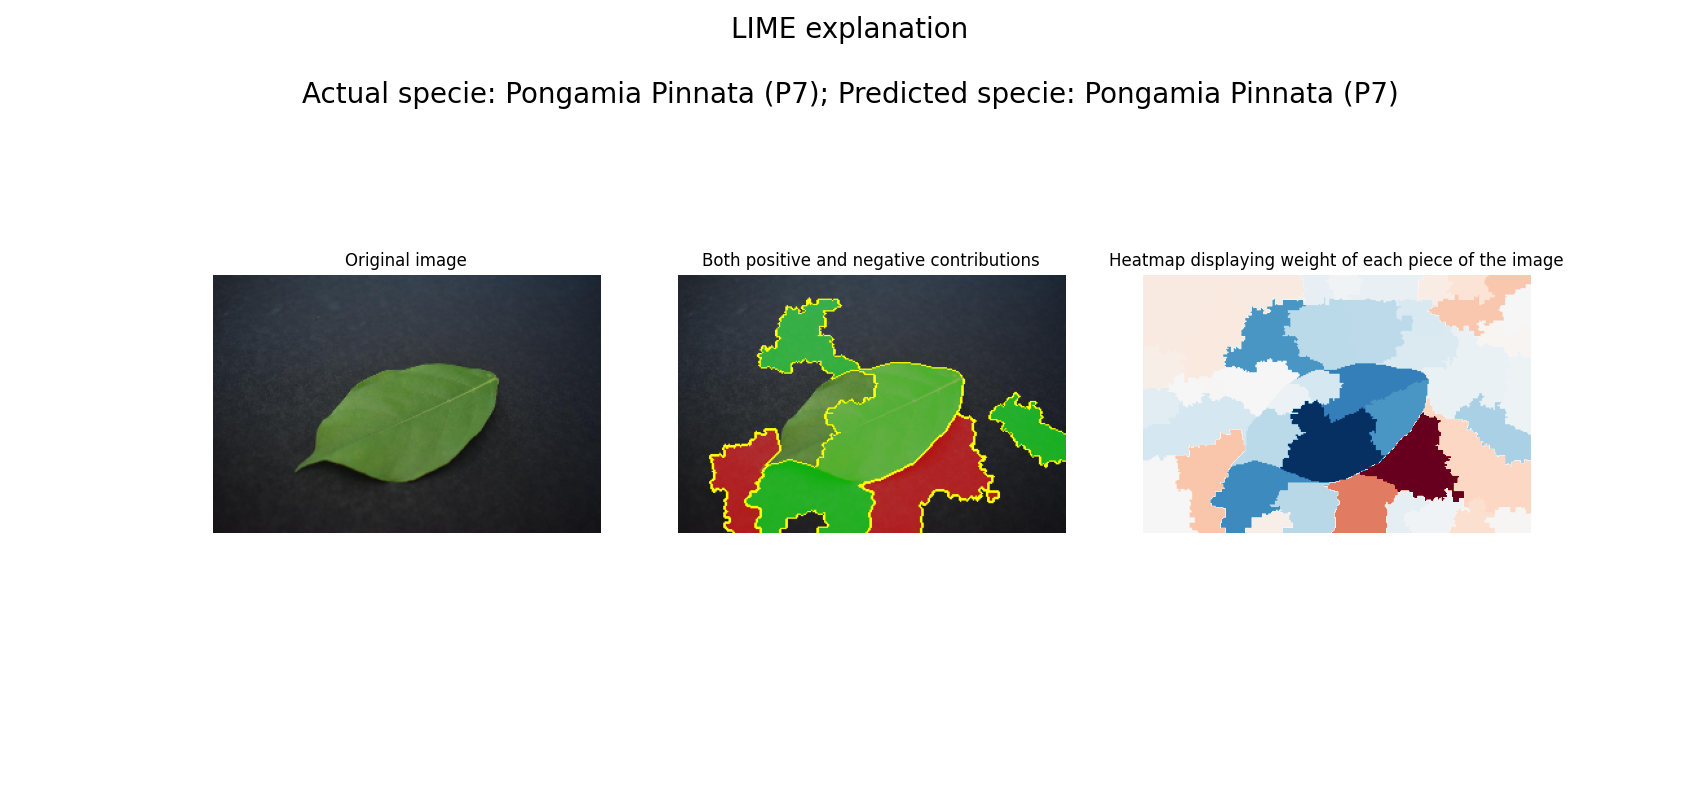 LIME explanation
Actual specie: Pongamia Pinnata (P7); Predicted specie: Pongamia Pinnata (P7)
Original image
Both positive and negative contributions
Heatmap displaying weight of each piece of the image